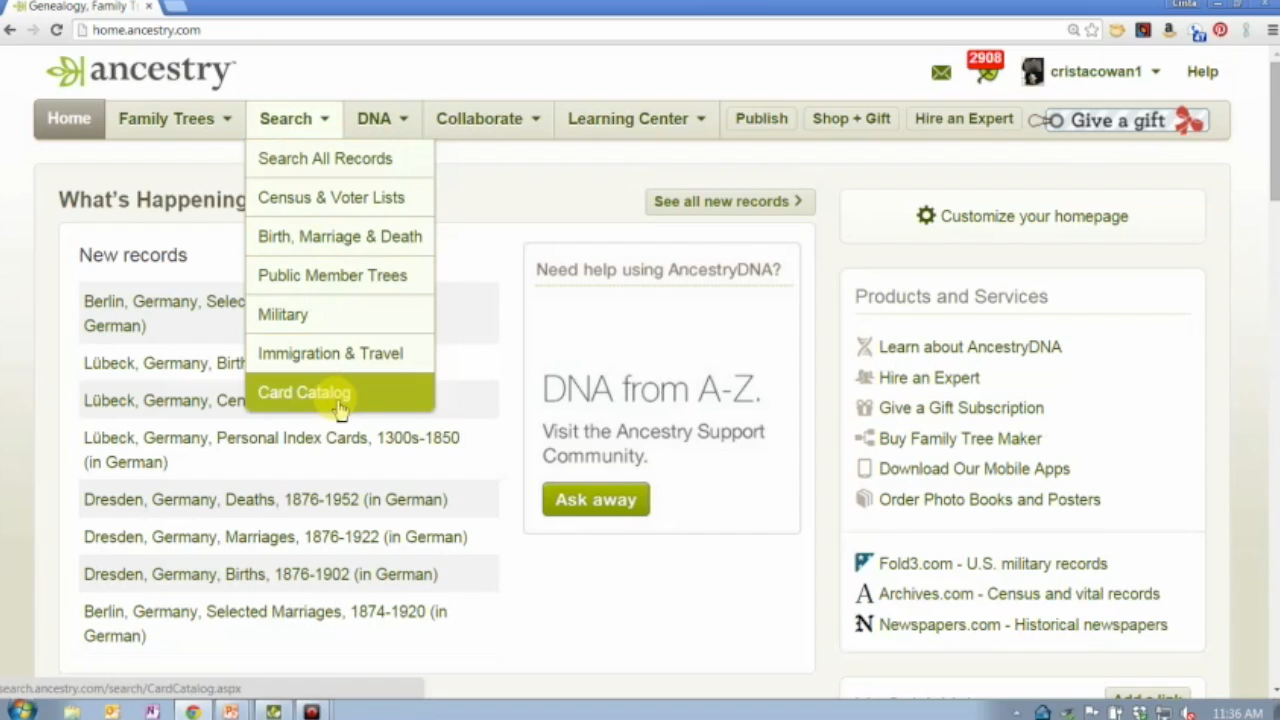 Genealogy, Family T
Cinta
home.ancestry.com
ancestry
2908
cristacowan1
Help
Home
Family Trees
Search
DNA
Collaborate
Learning Center
Publish
Shop + Gift
Hire an Expert
Give a gift
Search All Records
Census & Voter Lists
Birth, Marriage & Death
Public Member Trees
Military
Immigration & Travel
Card Catalog
What's Happening
See all new records
New records
Berlin, Germany, Selec
German)
Lübeck, Germany, Birth
Lübeck, Germany, Cen
Lübeck, Germany, Personal Index Cards, 1300s-1850
(in German)
Dresden, Germany, Deaths, 1876-1952 (in German)
Dresden, Germany, Marriages, 1876-1922 (in German)
Dresden, Germany, Births, 1876-1902 (in German)
Berlin, Germany, Selected Marriages, 1874-1920 (in
German)
Need help using AncestryDNA?
DNA from A-Z.
Visit the Ancestry Support
Community.
Ask away
Customize your homepage
Products and Services
Learn about AncestryDNA
Hire an Expert
Give a Gift Subscription
Buy Family Tree Maker
Download Our Mobile Apps
Order Photo Books and Posters
Fold3.com - U.S. military records
Archives.com - Census and vital records
Newspapers.com - Historical newspapers
Add a link
search.ancestry.com/search/CardCatalog.aspx
11:36 AM